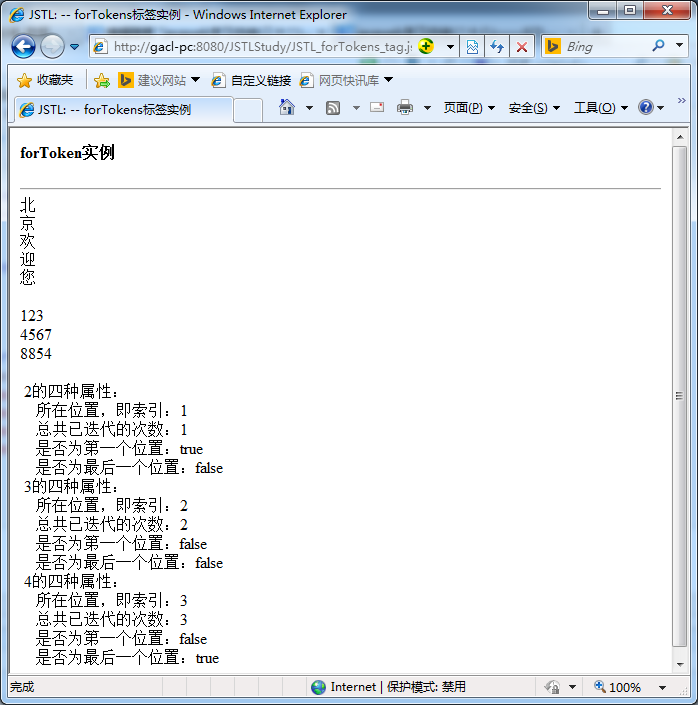 JSTL: -- forTokens标签实例 - Windows Internet Explorer
http://gacl-pc:8080/JSTLStudy/JSTL_forTokens_tag.js
Bing
收藏夹
建议网站
自定义链接
网页快讯库
JSTL: -- forTokens标签实例
页面(P)
安全(S)
工具(O)
forToken实例
北
京
欢
迎
您
123
4567
8854
2的四种属性：
所在位置，即索引：1
总共已迭代的次数：1
是否为第一个位置：true
是否为最后一个位置：false
3的四种属性：
所在位置，即索引：2
总共已迭代的次数：2
是否为第一个位置：false
是否为最后一个位置：false
4的四种属性：
所在位置，即索引：3
总共已迭代的次数：3
是否为第一个位置：false
是否为最后一个位置：true
完成
Internet | 保护模式: 禁用
100%